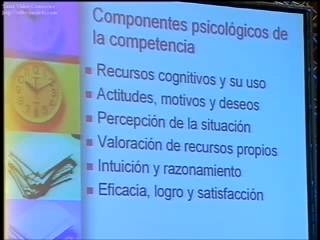 Componentes psicológicos de
la competencia
Recursos cognitivos y su uso
Actitudes, motivos y deseos
Percepción de la situación
Valoración de recursos propios
Intuición y razonamiento
Eficacia, logro y satisfacción